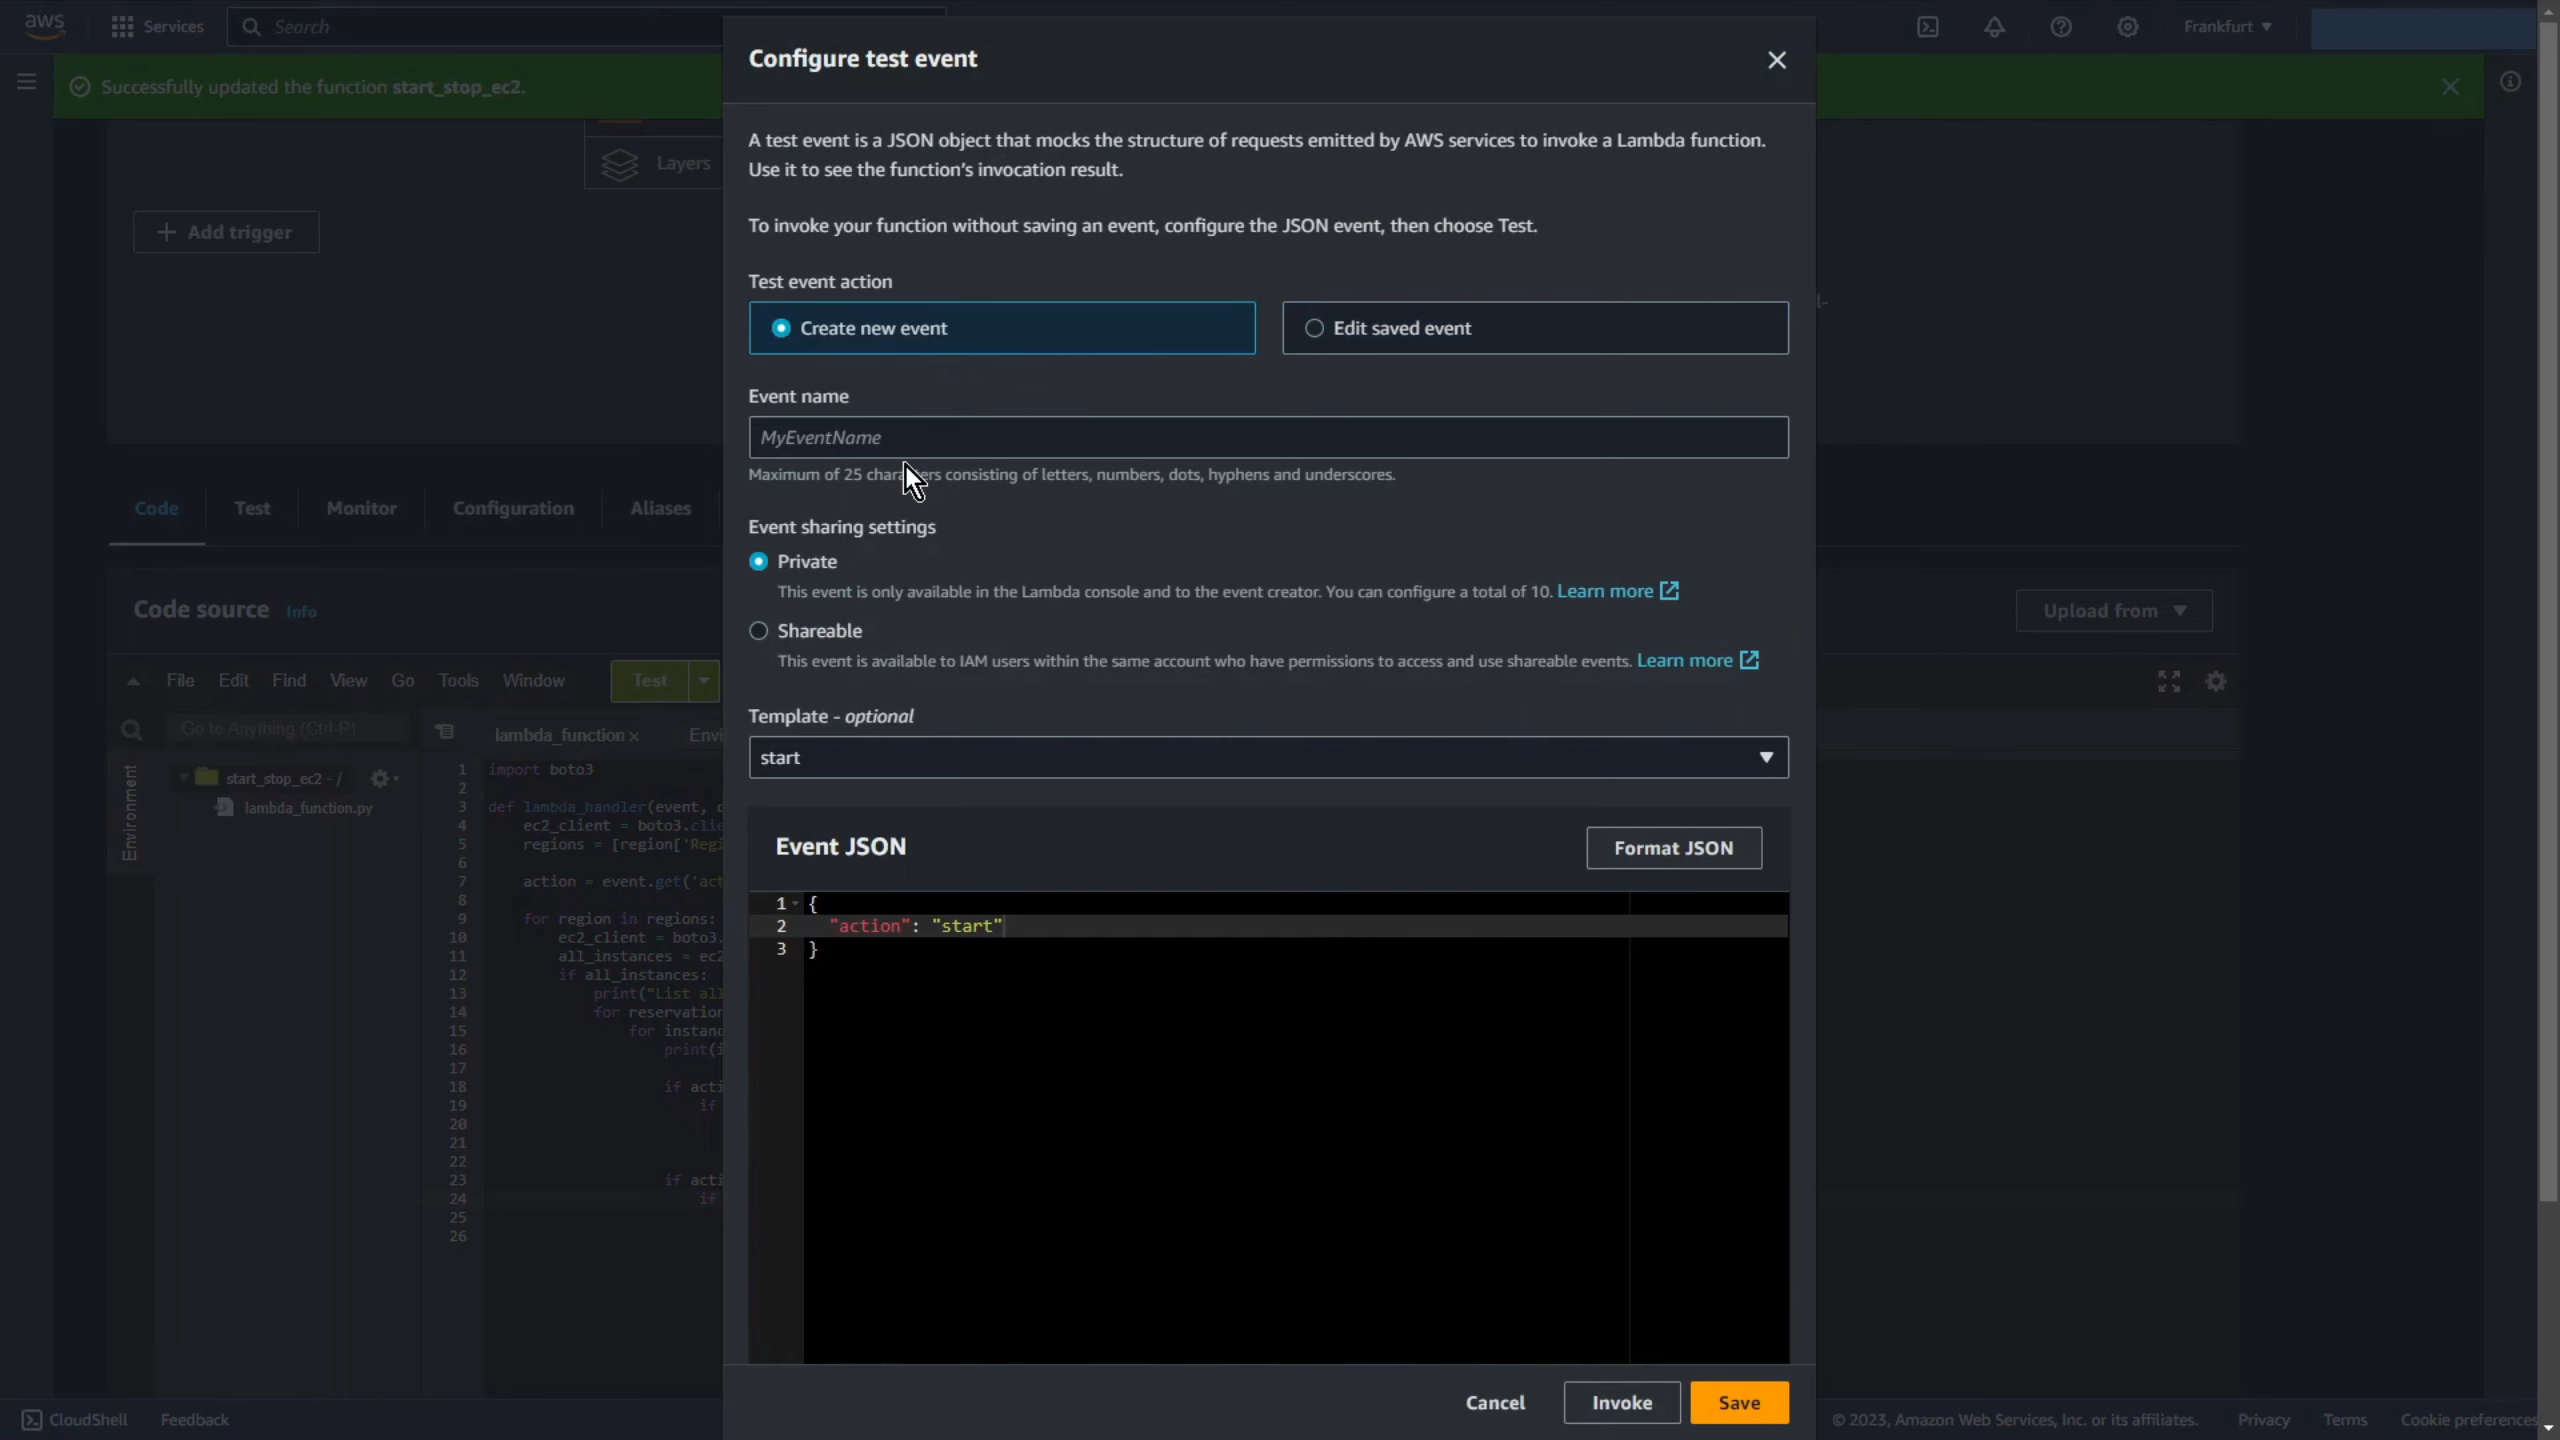 aws
Services
Search
Frankfurt
Successfully updated the function start_stop_ec2.
Layers
Add trigger
Code
Test
Monitor
Configuration
Aliases
Code source
Info
Upload from
File
Edit
Find
View
Go
Tools
Window
Test
Go to Anything (Ctrl-P)
lambda_function
Environment
start_stop_ec2 - /
lambda_function.py
1 import boto3
2
3 def lambda_handler(event,
4 ec2_client = boto3.
5 regions = [region['
6
7 action = event.get('
8
9 for region in regions:
10 ec2_client = boto3.
11 all_instances =
12 if all_instances:
13 print("List
14 for
15 for
16 print(
17
18 if
19 if
20
21
22
23 if
24 if
25
26
Configure test event
A test event is a JSON object that mocks the structure of requests emitted by AWS services to invoke a Lambda function.
Use it to see the function's invocation result.
To invoke your function without saving an event, configure the JSON event, then choose Test.
Test event action
Create new event
Edit saved event
Event name
MyEventName
Maximum of 25 characters consisting of letters, numbers, dots, hyphens and underscores.
Event sharing settings
Private
This event is only available in the Lambda console and to the event creator. You can configure a total of 10. Learn more
Shareable
This event is available to IAM users within the same account who have permissions to access and use shareable events. Learn more
Template - optional
start
Event JSON
Format JSON
1 {
2 "action": "start"
3 }
Cancel
Invoke
Save
CloudShell
Feedback
© 2023, Amazon Web Services, Inc. or its affiliates.
Privacy
Terms
Cookie preferences